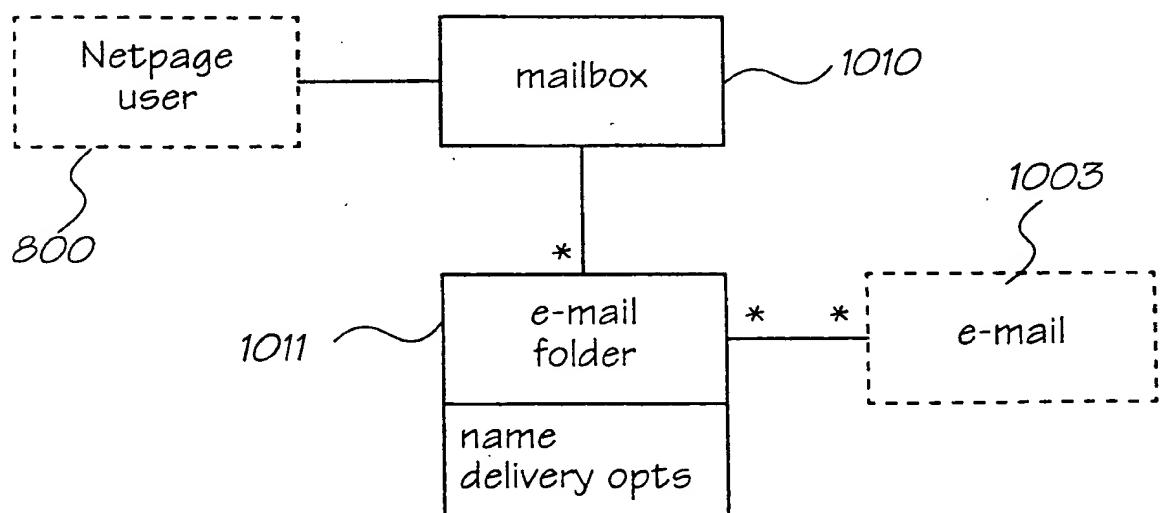 Netpage
user
mailbox
1010
800
1003
*
e-mail
folder
* *
e-mail
1011
name
delivery opts